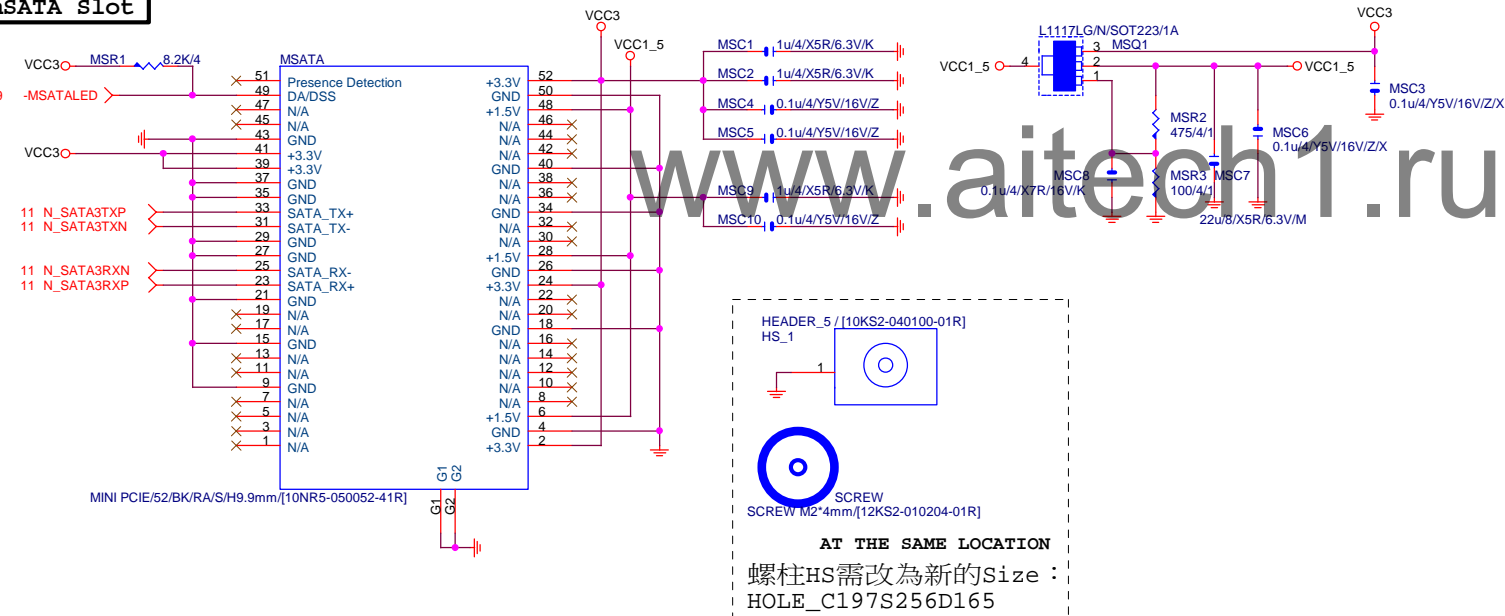 SATA Slot
VCC3 MSR1 8.2K/4
-MSATALED
VCC3
11 N_SATA3TXP
11 N_SATA3TXN
11 N_SATA3RXN
11 N_SATA3RXP
MSATA
51 Presence Detection
49 DA/DSS
47 N/A
45 N/A
43 GND
41 +3.3V
39 +3.3V
37 GND
35 GND
33 SATA_TX+
31 SATA_TX-
29 GND
27 GND
25 SATA_RX-
23 SATA_RX+
21 GND
19 N/A
17 N/A
15 GND
13 N/A
11 N/A
9 GND
7 N/A
5 N/A
3 N/A
1 N/A
+3.3V 52
GND 50
+1.5V 48
N/A 46
N/A 44
N/A 42
GND 40
N/A 38
N/A 36
GND 34
N/A 32
N/A 30
+1.5V 28
GND 26
+3.3V 24
N/A 22
N/A 20
GND 18
N/A 16
N/A 14
N/A 12
N/A 10
N/A 8
+1.5V 6
GND 4
+3.3V 2
G1 G2
G1 G2
MINI PCIE/52/BK/RA/S/H9.9mm/[10NR5-050052-41R]
VCC3
VCC1_5
MSC1 1u/4/X5R/6.3V/K
MSC2 1u/4/X5R/6.3V/K
MSC4 0.1u/4/Y5V/16V/Z
MSC5 0.1u/4/Y5V/16V/Z
MSC9 1u/4/X5R/6.3V/K
MSC10 0.1u/4/Y5V/16V/Z
L1117LG/N/SOT223/1A
MSQ1
VCC1_5 4
3
2
1
VCC1_5
VCC3
MSC3
0.1u/4/Y5V/16V/Z/X
MSR2
475/4/1
MSC6
0.1u/4/Y5V/16V/Z/X
MSC8
0.1u/4/X7R/16V/K
MSR3
100/4/1
MSC7
22u/8/X5R/6.3V/M
www.aitech1.ru
HEADER_5 / [10KS2-040100-01R]
HS_1
1
SCREW
SCREW M2*4mm/[12KS2-010204-01R]
AT THE SAME LOCATION
螺柱HS需改為新的Size：
HOLE_C197S256D165